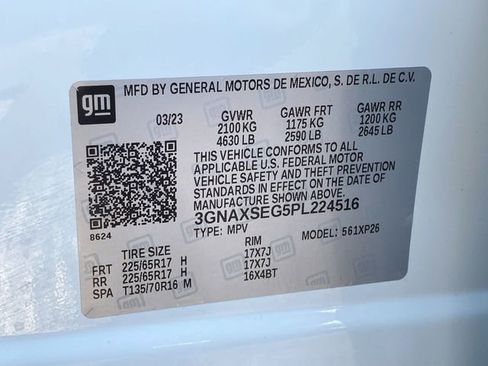 gm
MFD BY GENERAL MOTORS DE MEXICO, S. DE R.L. DE C.V.
03/23 GVWR GAWR FRT GAWR RR
2100 KG 1175 KG 1200 KG
4630 LB 2590 LB 2645 LB
THIS VEHICLE CONFORMS TO ALL
APPLICABLE U.S. FEDERAL MOTOR
VEHICLE SAFETY AND THEFT PREVENTION
STANDARDS IN EFFECT ON THE DATE OF
MANUFACTURE SHOWN ABOVE.
3GNAXSEG5PL224516
8624 TYPE: MPV MODEL: 561XP26
TIRE SIZE RIM
FRT 225/65R17 H 17X7J
RR 225/65R17 H 17X7J
SPA T135/70R16 M 16X4BT